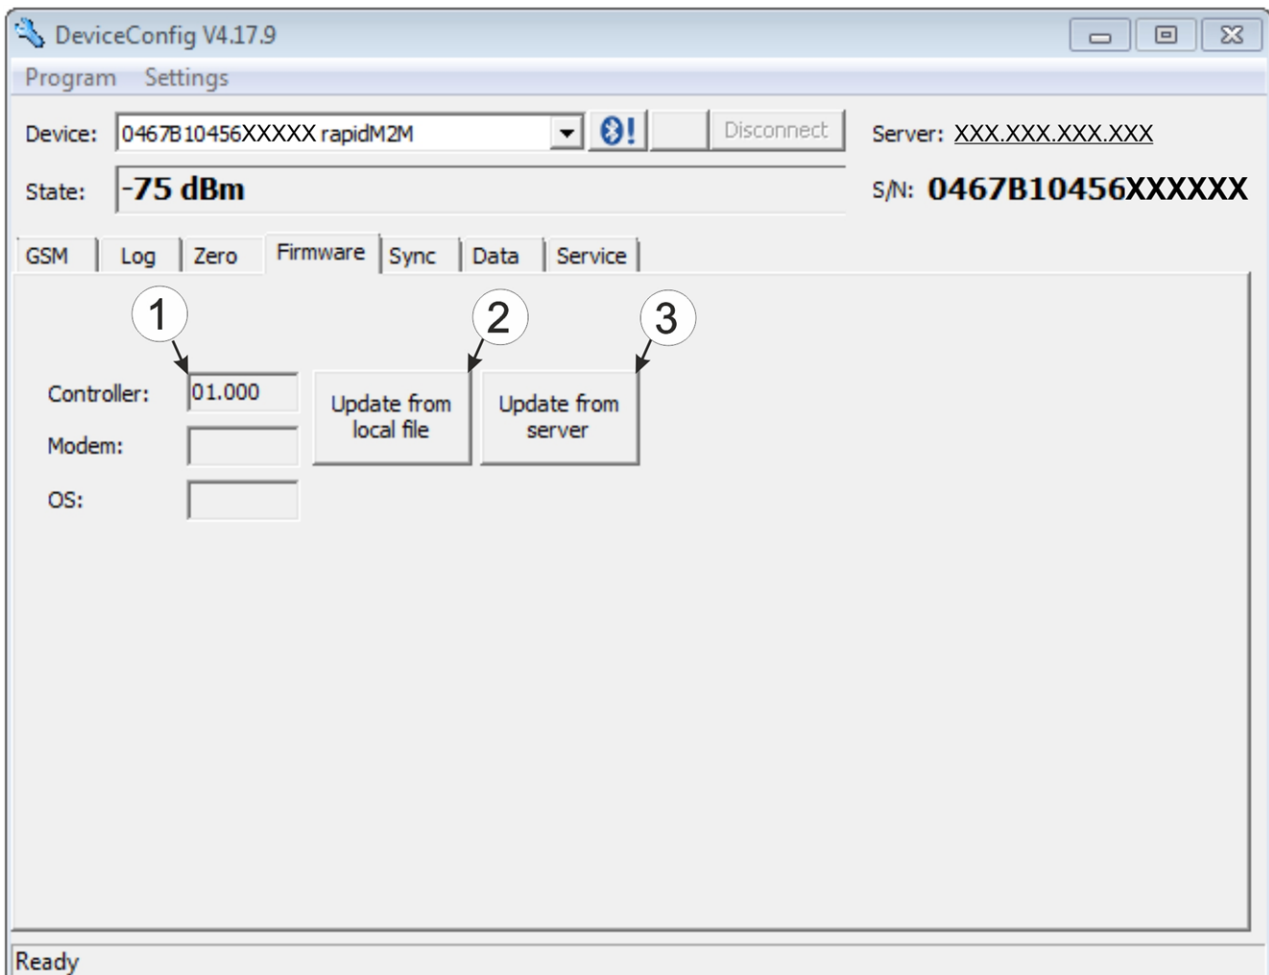 DeviceConfig V4.17.9
Program Settings
Device: 0467B10456XXXXX rapidM2M Disconnect Server: XXX.XXX.XXX.XXX
State: -75 dBm S/N: 0467B10456XXXXXX
GSM Log Zero Firmware Sync Data Service
1 2 3
Controller: 01.000
Update from
local file
Update from
server
Modem:
OS:
Ready